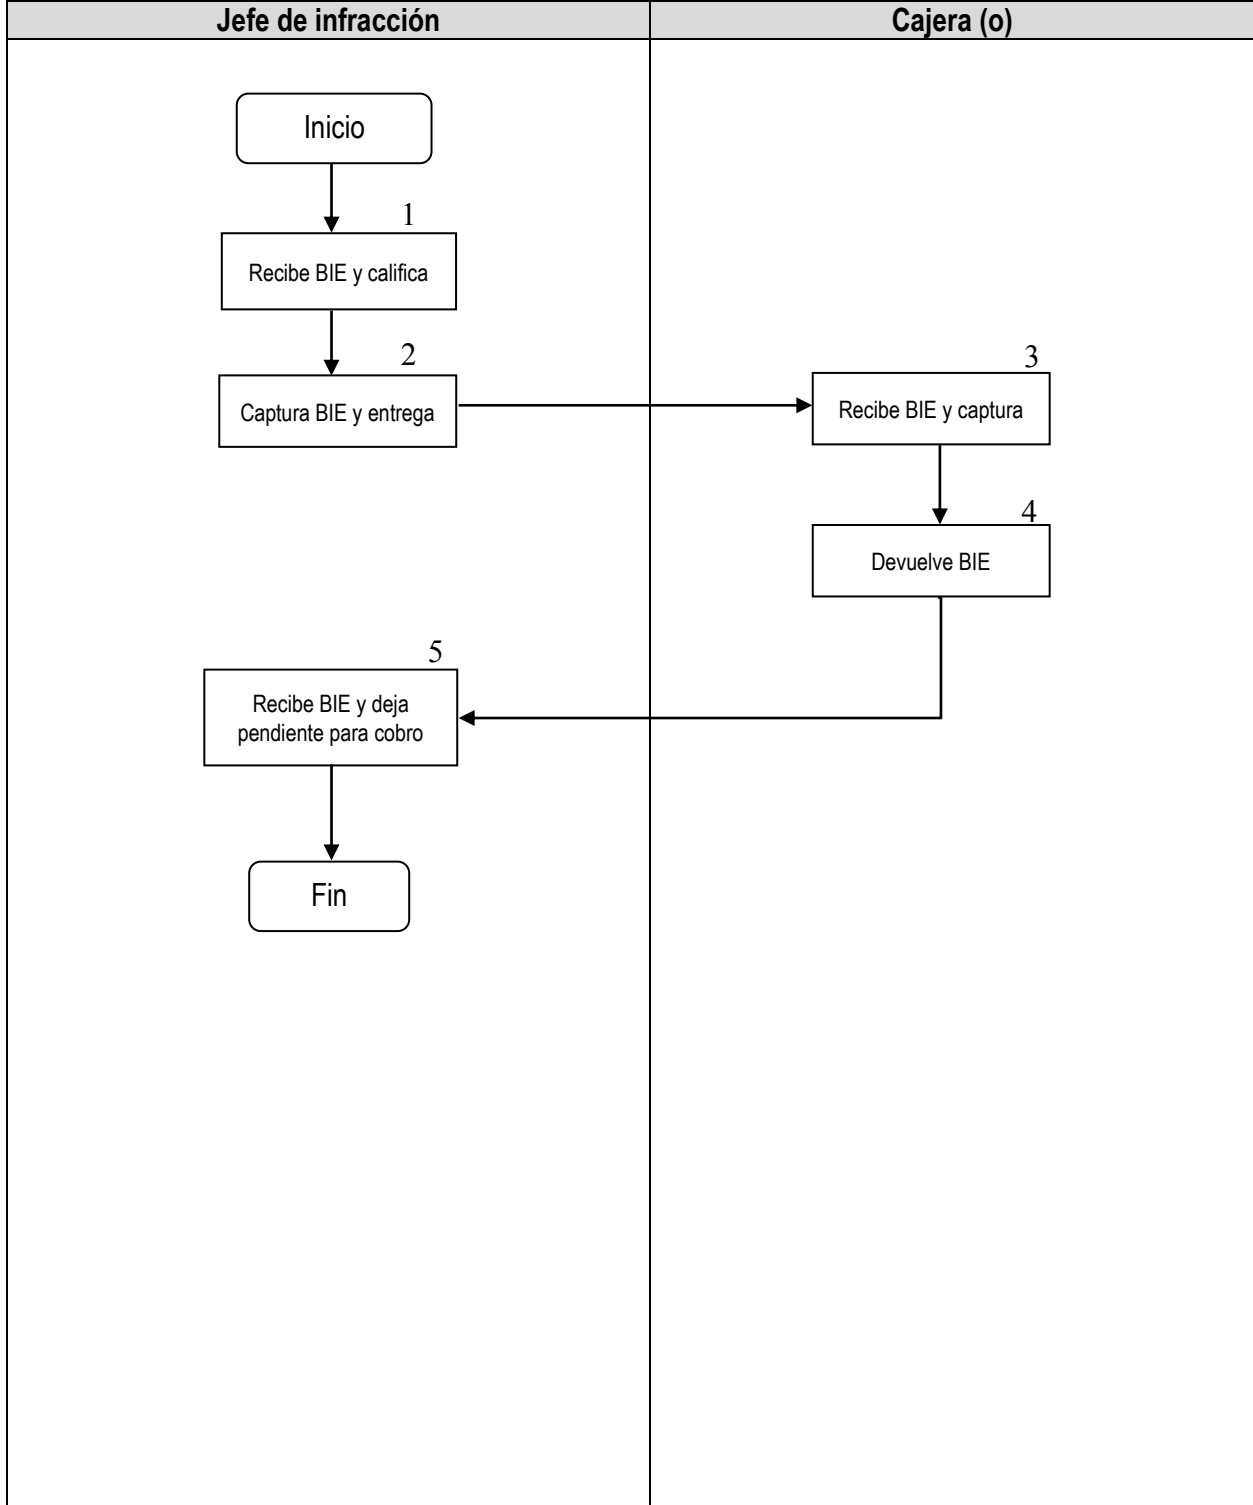 Jefe de infracción
Cajera (o)
Inicio
1
Recibe BIE y califica
2
Captura BIE y entrega
3
Recibe BIE y captura
4
Devuelve BIE
5
Recibe BIE y deja
pendiente para cobro
Fin